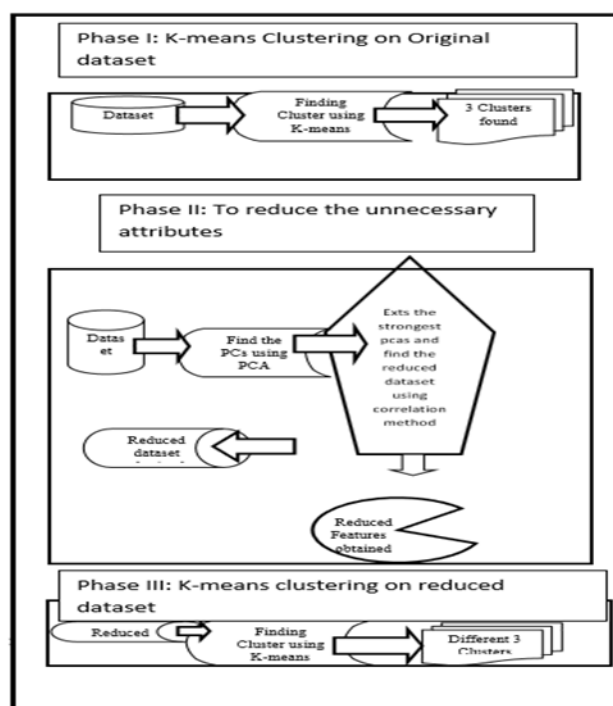 Phase I: K-means Clustering on Original
dataset
Dataset
Finding
Cluster using
K-means
3 Clusters
found
Phase II: To reduce the unnecessary
attributes
Datas
et
Find the
PCs using
PCA
Exts the
strongest
pcas and
find the
reduced
dataset
using
correlation
method
Reduced
dataset
Reduced
Features
obtained
Phase III: K-means clustering on reduced
dataset
Reduced
Finding
Cluster using
K-means
Different 3
Clusters